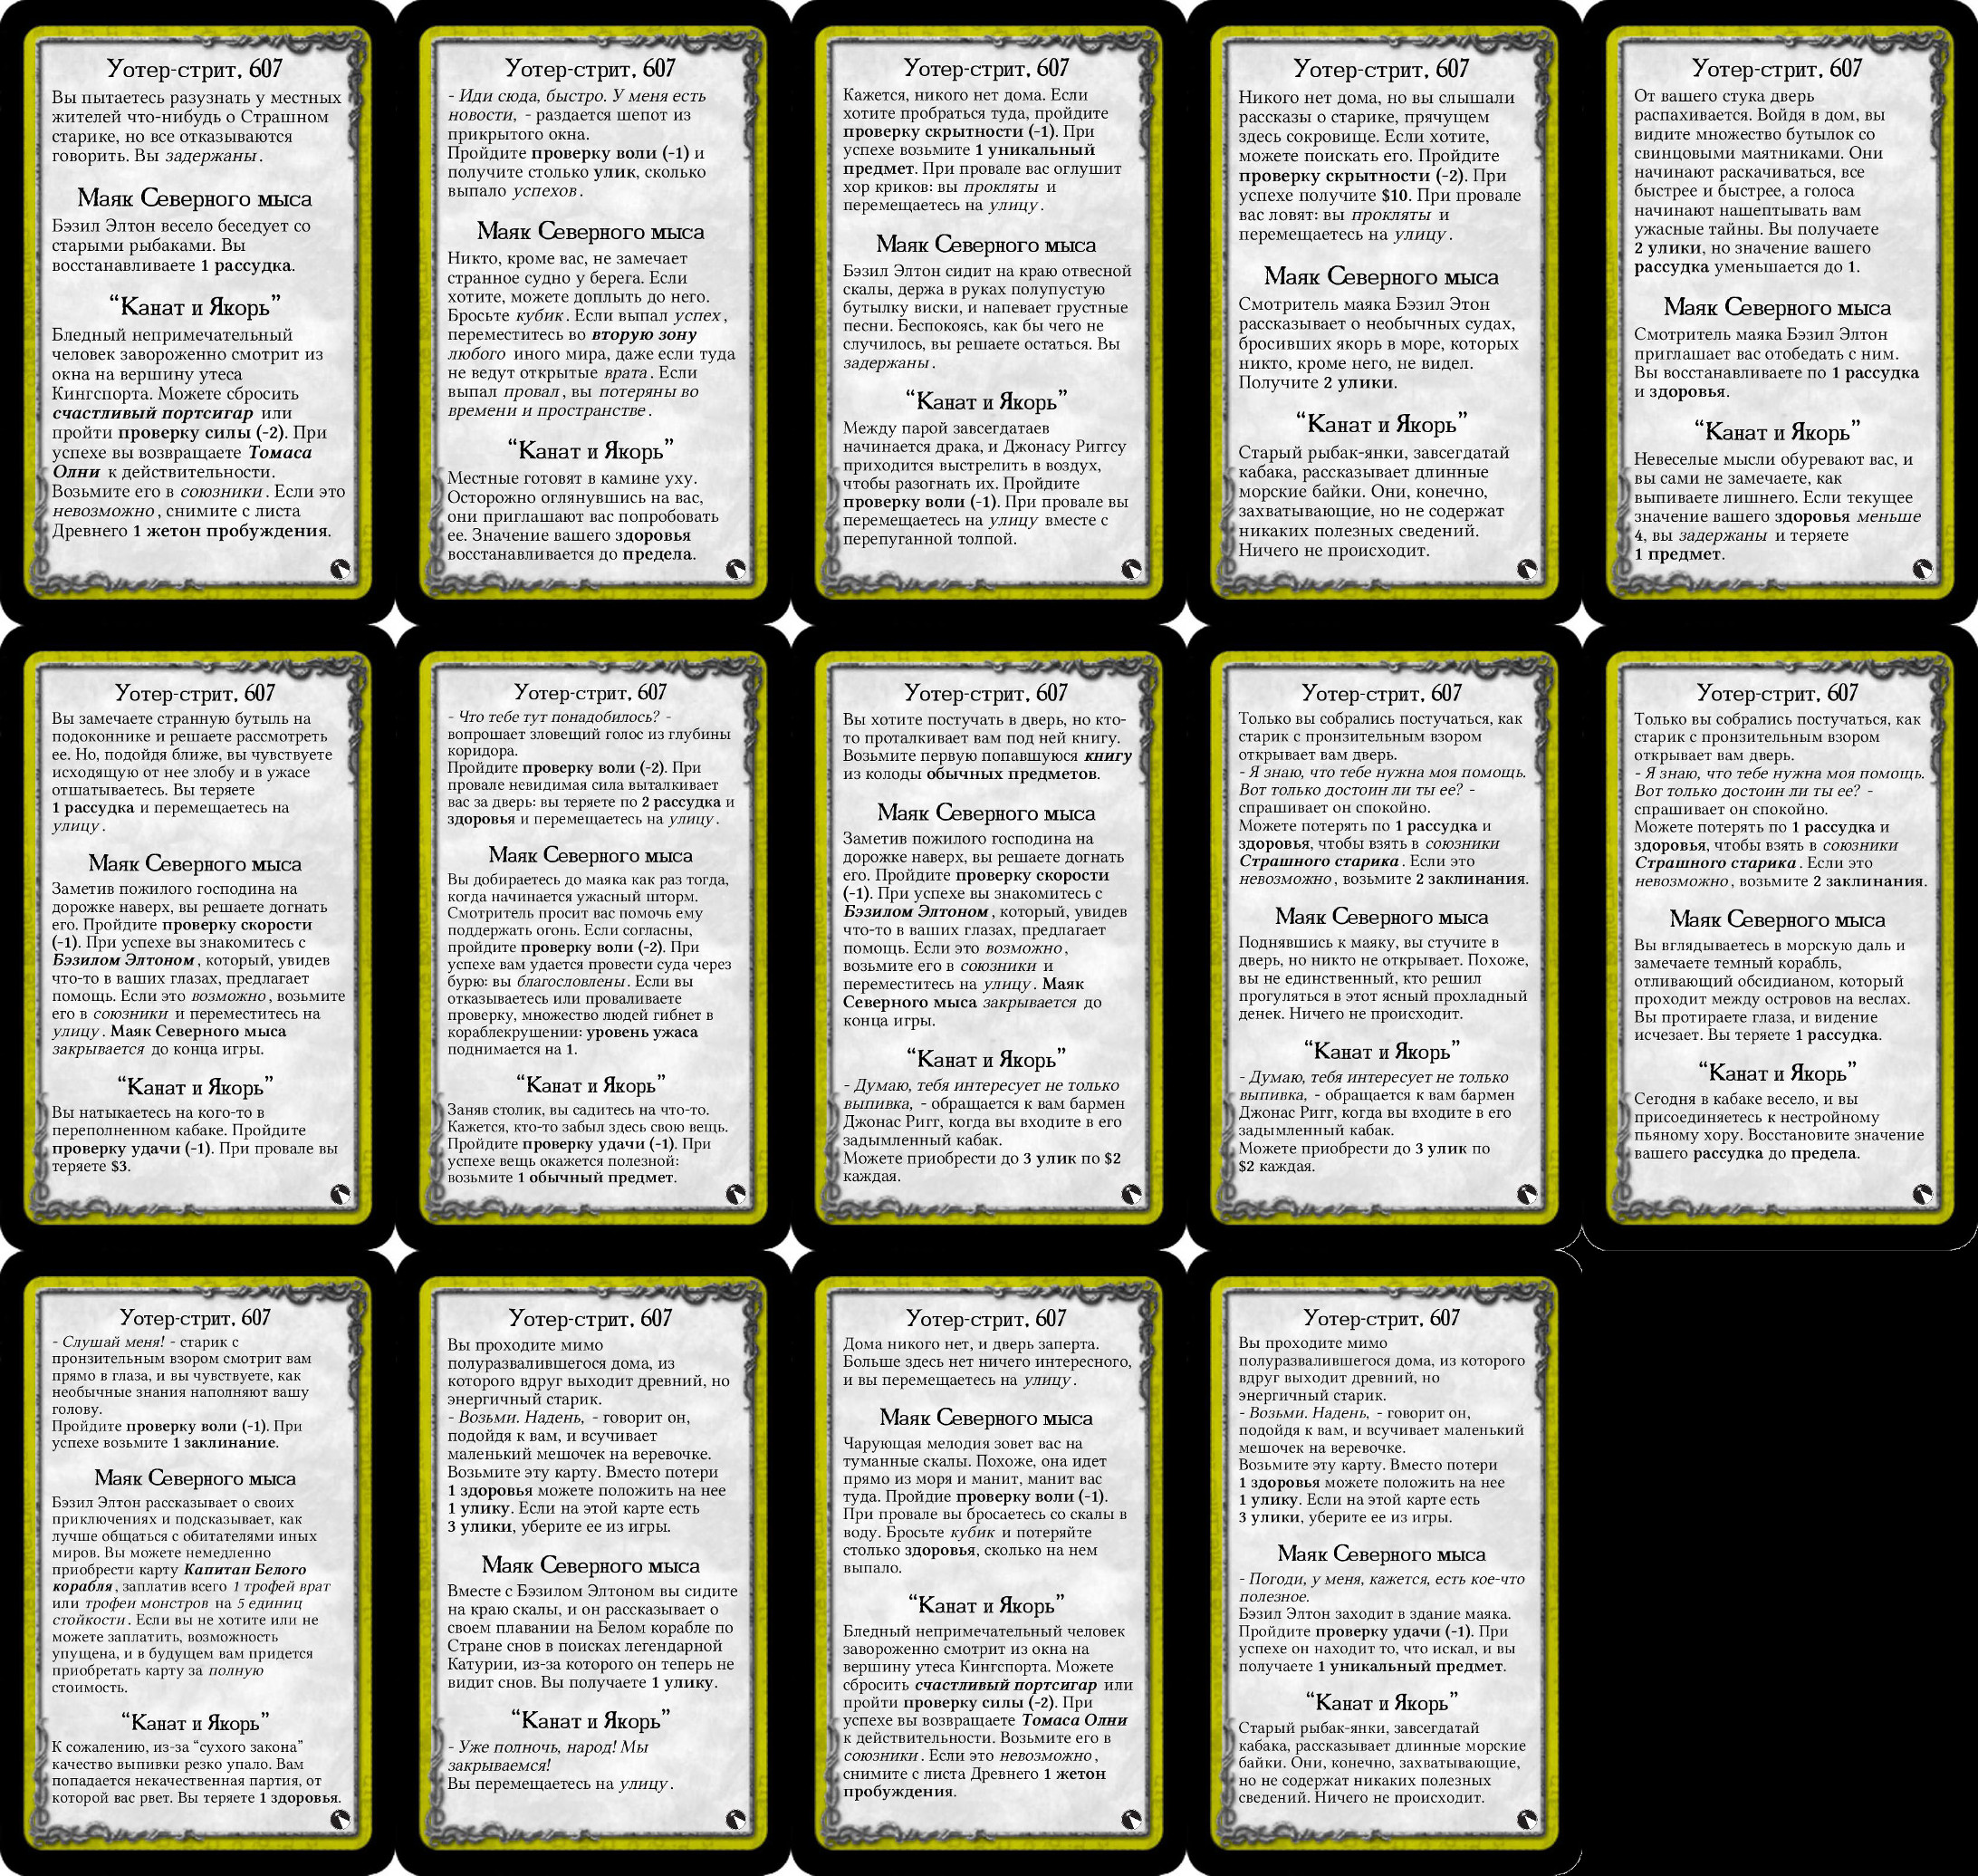 Уотер-стрит, 607
Вы пытаетесь разузнать у местных
жителей что-нибудь о Страшном
старике, но все отказываются
говорить. Вы задержаны.
Маяк Северного мыса
Бэзил Элтон весело беседует со
старыми рыбаками. Вы
восстанавливаете 1 рассудка.
“Канат и Якорь”
Бледный непримечательный
человек завороженно смотрит из
окна на вершину утеса
Кингспорта. Можете сбросить
счастливый портсигар или
пройти проверку силы (-2). При
успехе вы возвращаете Томаса
Олни к действительности.
Возьмите его в союзники. Если это
невозможно, снимите с листа
Древнего 1 жетон пробуждения.
Уотер-стрит, 607
- Иди сюда, быстро. У меня есть
новости, - раздается шепот из
прикрытого окна.
Пройдите проверку воли (-1) и
получите столько улик, сколько
выпало успехов.
Маяк Северного мыса
Никто, кроме вас, не замечает
странное судно у берега. Если
хотите, можете доплыть до него.
Бросьте кубик. Если выпал успех,
переместитесь во вторую зону
любого иного мира, даже если туда
не ведут открытые врата. Если
выпал провал, вы потеряны во
времени и пространстве.
“Канат и Якорь”
Местные готовят в камине уху.
Осторожно оглянувшись на вас,
они приглашают вас попробовать
ее. Значение вашего здоровья
восстанавливается до предела.
Уотер-стрит, 607
Кажется, никого нет дома. Если
хотите пробраться туда, пройдите
проверку скрытности (-1). При
успехе возьмите 1 уникальный
предмет. При провале вас оглушит
хор криков: вы прокляты и
перемещаетесь на улицу.
Маяк Северного мыса
Бэзил Элтон сидит на краю отвесной
скалы, держа в руках полупустую
бутылку виски, и напевает грустные
песни. Беспокоясь, как бы чего не
случилось, вы решаете остаться. Вы
задержаны.
“Канат и Якорь”
Между парой завсегдатаев
начинается драка, и Джонасу Риггсу
приходится выстрелить в воздух,
чтобы разогнать их. Пройдите
проверку воли (-1). При провале вы
перемещаетесь на улицу вместе с
перепуганной толпой.
Уотер-стрит, 607
Никого нет дома, но вы слышали
рассказы о старике, прячущем
здесь сокровище. Если хотите,
можете поискать его. Пройдите
проверку скрытности (-2). При
успехе получите $10. При провале
вас ловят: вы прокляты и
перемещаетесь на улицу.
Маяк Северного мыса
Смотритель маяка Бэзил Этон
рассказывает о необычных судах,
бросивших якорь в море, которых
никто, кроме него, не видел.
Получите 2 улики.
“Канат и Якорь”
Старый рыбак-янки, завсегдатай
кабака, рассказывает длинные
морские байки. Они, конечно,
захватывающие, но не содержат
никаких полезных сведений.
Ничего не происходит.
Уотер-стрит, 607
От вашего стука дверь
распахивается. Войдя в дом, вы
видите множество бутылок со
свинцовыми маятниками. Они
начинают раскачиваться, все
быстрее и быстрее, а голоса
начинают нашептывать вам
ужасные тайны. Вы получаете
2 улики, но значение вашего
рассудка уменьшается до 1.
Маяк Северного мыса
Смотритель маяка Бэзил Элтон
приглашает вас отобедать с ним.
Вы восстанавливаете по 1 рассудка
и здоровья.
“Канат и Якорь”
Невеселые мысли обуревают вас, и
вы сами не замечаете, как
выпиваете лишнего. Если текущее
значение вашего здоровья меньше
4, вы задержаны и теряете
1 предмет.
Уотер-стрит, 607
Вы замечаете странную бутыль на
подоконнике и решаете рассмотреть
ее. Но, подойдя ближе, вы чувствуете
исходящую от нее злобу и в ужасе
отшатываетесь. Вы теряете
1 рассудка и перемещаетесь на
улицу.
Маяк Северного мыса
Заметив пожилого господина на
дорожке наверх, вы решаете догнать
его. Пройдите проверку скорости
(-1). При успехе вы знакомитесь с
Бэзилом Элтоном, который, увидев
что-то в ваших глазах, предлагает
помощь. Если это возможно, возьмите
его в союзники и переместитесь на
улицу. Маяк Северного мыса
закрывается до конца игры.
“Канат и Якорь”
Вы натыкаетесь на кого-то в
переполненном кабаке. Пройдите
проверку удачи (-1). При провале вы
теряете $3.
Уотер-стрит, 607
- Что тебе тут понадобилось? -
вопрошает зловещий голос из глубины
коридора.
Пройдите проверку воли (-2). При
провале невидимая сила выталкивает
вас за дверь: вы теряете по 2 рассудка и
здоровья и перемещаетесь на улицу.
Маяк Северного мыса
Вы добираетесь до маяка как раз тогда,
когда начинается ужасный шторм.
Смотритель просит вас помочь ему
поддержать огонь. Если согласны,
пройдите проверку воли (-2). При
успехе вам удается провести суда через
бурю: вы благословлены. Если вы
отказываетесь или проваливаете
проверку, множество людей гибнет в
кораблекрушении: уровень ужаса
поднимается на 1.
“Канат и Якорь”
Заняв столик, вы садитесь на что-то.
Кажется, кто-то забыл здесь свою вещь.
Пройдите проверку удачи (-1). При
успехе вещь окажется полезной:
возьмите 1 обычный предмет.
Уотер-стрит, 607
Вы хотите постучать в дверь, но кто-
то проталкивает вам под ней книгу.
Возьмите первую попавшуюся книгу
из колоды обычных предметов.
Маяк Северного мыса
Заметив пожилого господина на
дорожке наверх, вы решаете догнать
его. Пройдите проверку скорости
(-1). При успехе вы знакомитесь с
Бэзилом Элтоном, который, увидев
что-то в ваших глазах, предлагает
помощь. Если это возможно,
возьмите его в союзники и
переместитесь на улицу. Маяк
Северного мыса закрывается до
конца игры.
“Канат и Якорь”
- Думаю, тебя интересует не только
выпивка, - обращается к вам бармен
Джонас Ригг, когда вы входите в его
задымленный кабак.
Можете приобрести до 3 улик по $2
каждая.
Уотер-стрит, 607
Только вы собрались постучаться, как
старик с пронзительным взором
открывает вам дверь.
- Я знаю, что тебе нужна моя помощь.
Вот только достоин ли ты ее? -
спрашивает он спокойно.
Можете потерять по 1 рассудка и
здоровья, чтобы взять в союзники
Страшного старика. Если это
невозможно, возьмите 2 заклинания.
Маяк Северного мыса
Поднявшись к маяку, вы стучите в
дверь, но никто не открывает. Похоже,
вы не единственный, кто решил
прогуляться в этот ясный прохладный
денек. Ничего не происходит.
“Канат и Якорь”
- Думаю, тебя интересует не только
выпивка, - обращается к вам бармен
Джонас Ригг, когда вы входите в его
задымленный кабак.
Можете приобрести до 3 улик по
$2 каждая.
Уотер-стрит, 607
Только вы собрались постучаться, как
старик с пронзительным взором
открывает вам дверь.
- Я знаю, что тебе нужна моя помощь.
Вот только достоин ли ты ее? -
спрашивает он спокойно.
Можете потерять по 1 рассудка и
здоровья, чтобы взять в союзники
Страшного старика. Если это
невозможно, возьмите 2 заклинания.
Маяк Северного мыса
Вы вглядываетесь в морскую даль и
замечаете темный корабль,
отливающий обсидианом, который
проходит между островов на веслах.
Вы протираете глаза, и видение
исчезает. Вы теряете 1 рассудка.
“Канат и Якорь”
Сегодня в кабаке весело, и вы
присоединяетесь к нестройному
пьяному хору. Восстановите значение
вашего рассудка до предела.
Уотер-стрит, 607
- Слушай меня! - старик с
пронзительным взором смотрит вам
прямо в глаза, и вы чувствуете, как
необычные знания наполняют вашу
голову.
Пройдите проверку воли (-1). При
успехе возьмите 1 заклинание.
Маяк Северного мыса
Бэзил Элтон рассказывает о своих
приключениях и подсказывает, как
лучше общаться с обитателями иных
миров. Вы можете немедленно
приобрести карту Капитан Белого
корабля, заплатив всего 1 трофей врат
или трофеи монстров на 5 единиц
стойкости. Если вы не хотите или не
можете заплатить, возможность
упущена, и в будущем вам придется
приобретать карту за полную
стоимость.
“Канат и Якорь”
К сожалению, из-за “сухого закона”
качество выпивки резко упало. Вам
попадается некачественная партия, от
которой вас рвет. Вы теряете 1 здоровья.
Уотер-стрит, 607
Вы проходите мимо
полуразвалившегося дома, из
которого вдруг выходит древний, но
энергичный старик.
- Возьми. Надень, - говорит он,
подойдя к вам, и всучивает
маленький мешочек на веревочке.
Возьмите эту карту. Вместо потери
1 здоровья можете положить на нее
1 улику. Если на этой карте есть
3 улики, уберите ее из игры.
Маяк Северного мыса
Вместе с Бэзилом Элтоном вы сидите
на краю скалы, и он рассказывает о
своем плавании на Белом корабле по
Стране снов в поисках легендарной
Катурии, из-за которого он теперь не
видит снов. Вы получаете 1 улику.
“Канат и Якорь”
- Уже полночь, народ! Мы
закрываемся!
Вы перемещаетесь на улицу.
Уотер-стрит, 607
Дома никого нет, и дверь заперта.
Больше здесь нет ничего интересного,
и вы перемещаетесь на улицу.
Маяк Северного мыса
Чарующая мелодия зовет вас на
туманные скалы. Похоже, она идет
прямо из моря и манит, манит вас
туда. Пройдие проверку воли (-1).
При провале вы бросаетесь со скалы в
воду. Бросьте кубик и потеряйте
столько здоровья, сколько на нем
выпало.
“Канат и Якорь”
Бледный непримечательный человек
завороженно смотрит из окна на
вершину утеса Кингспорта. Можете
сбросить счастливый портсигар или
пройти проверку силы (-2). При
успехе вы возвращаете Томаса Олни
к действительности. Возьмите его в
союзники. Если это невозможно,
снимите с листа Древнего 1 жетон
пробуждения.
Уотер-стрит, 607
Вы проходите мимо
полуразвалившегося дома, из которого
вдруг выходит древний, но
энергичный старик.
- Возьми. Надень, - говорит он,
подойдя к вам, и всучивает маленький
мешочек на веревочке.
Возьмите эту карту. Вместо потери
1 здоровья можете положить на нее
1 улику. Если на этой карте есть
3 улики, уберите ее из игры.
Маяк Северного мыса
- Погоди, у меня, кажется, есть кое-что
полезное.
Бэзил Элтон заходит в здание маяка.
Пройдите проверку удачи (-1). При
успехе он находит то, что искал, и вы
получаете 1 уникальный предмет.
“Канат и Якорь”
Старый рыбак-янки, завсегдатай
кабака, рассказывает длинные морские
байки. Они, конечно, захватывающие,
но не содержат никаких полезных
сведений. Ничего не происходит.